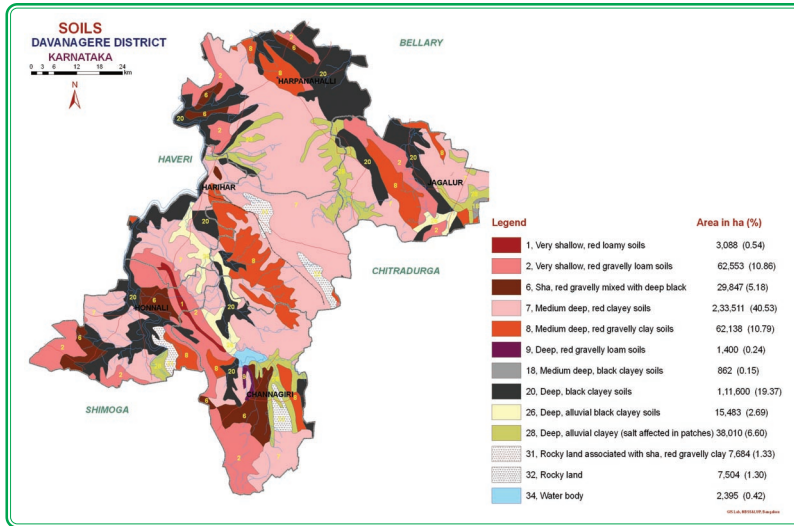 SOILS
DAVANAGERE DISTRICT
KARNATAKA
0 3 6 12 18 24
km
N
BELLARY
HARPANAHALLI
HAVERI
HARIHAR
JAGALUR
CHITRADURGA
HONNALI
SHIMOGA
CHANNAGIRI
Legend Area in ha (%)
1, Very shallow, red loamy soils 3,088 (0.54)
2, Very shallow, red gravelly loam soils 62,553 (10.86)
6, Sha, red gravelly mixed with deep black 29,847 (5.18)
7, Medium deep, red clayey soils 2,33,511 (40.53)
8, Medium deep, red gravelly clay soils 62,138 (10.79)
9, Deep, red gravelly loam soils 1,400 (0.24)
18, Medium deep, black clayey soils 862 (0.15)
20, Deep, black clayey soils 1,11,600 (19.37)
26, Deep, alluvial black clayey soils 15,483 (2.69)
28, Deep, alluvial clayey (salt affected in patches) 38,010 (6.60)
31, Rocky land associated with sha, red gravelly clay 7,684 (1.33)
32, Rocky land 7,504 (1.30)
34, Water body 2,395 (0.42)